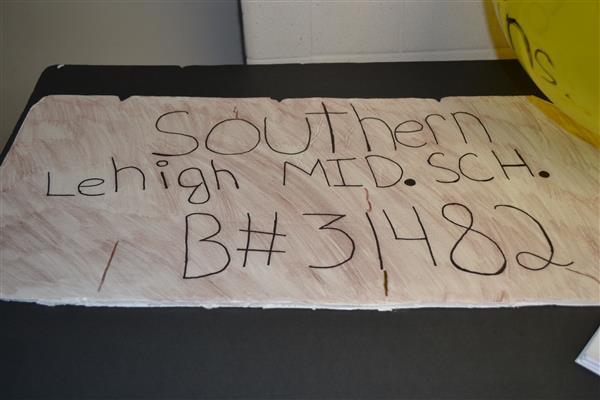 Southern
Lehigh MID. SCH.
B# 31482